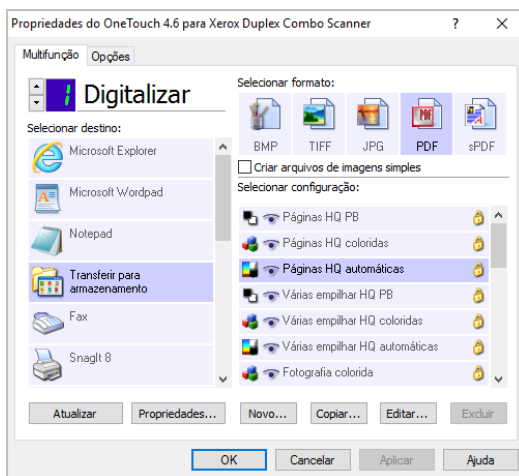 Propriedades do OneTouch 4.6 para Xerox Duplex Combo Scanner
?
Multifunção
Opções
1
Digitalizar
Selecionar destino:
Microsoft Explorer
Microsoft Wordpad
Notepad
Transferir para
armazenamento
Fax
SnagIt 8
Selecionar formato:
BMP
TIFF
JPG
PDF
sPDF
Criar arquivos de imagens simples
Selecionar configuração:
Páginas HQ PB
Páginas HQ coloridas
Páginas HQ automáticas
Várias empilhar HQ PB
Várias empilhar HQ coloridas
Várias empilhar HQ automáticas
Fotografia colorida
Atualizar
Propriedades...
Novo...
Copiar...
Editar...
Excluir
OK
Cancelar
Aplicar
Ajuda